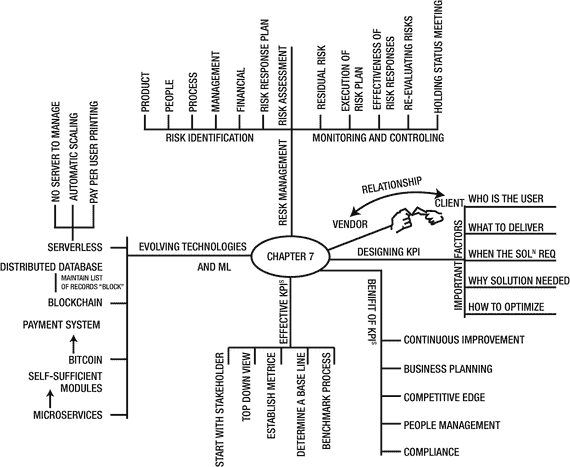 PRODUCT
PEOPLE
PROCESS
MANAGEMENT
FINANCIAL
RISK RESPONSE PLAN
RISK ASSESSMENT
RESIDUAL RISK
EXECUTION OF
RISK PLAN
EFFECTIVENESS OF
RISK RESPONSES
RE-EVALUATING RISKS
HOLDING STATUS MEETING
RISK IDENTIFICATION
MONITORING AND CONTROLING
RISK MANAGEMENT
NO SERVER TO MANAGE
AUTOMATIC SCALING
PAY PER USER PRINTING
RELATIONSHIP
VENDOR
CLIENT
WHO IS THE USER
WHAT TO DELIVER
WHEN THE SOLᴺ REQ
WHY SOLUTION NEEDED
HOW TO OPTIMIZE
IMPORTANT FACTORS
SERVERLESS
EVOLVING TECHNOLOGIES
AND ML
CHAPTER 7
DESIGNING KPI
DISTRIBUTED DATABASE
MAINTAIN LIST
OF RECORDS "BLOCK"
BLOCKCHAIN
PAYMENT SYSTEM
BITCOIN
SELF-SUFFICIENT
MODULES
MICROSERVICES
EFFECTIVE KPIˢ
START WITH STAKEHOLDER
TOP DOWN VIEW
ESTABLISH METRICE
DETERMINE A BASE LINE
BENCHMARK PROCESS
BENIFIT OF KPIˢ
CONTINUOUS IMPROVEMENT
BUSINESS PLANNING
COMPETITIVE EDGE
PEOPLE MANAGEMENT
COMPLIANCE